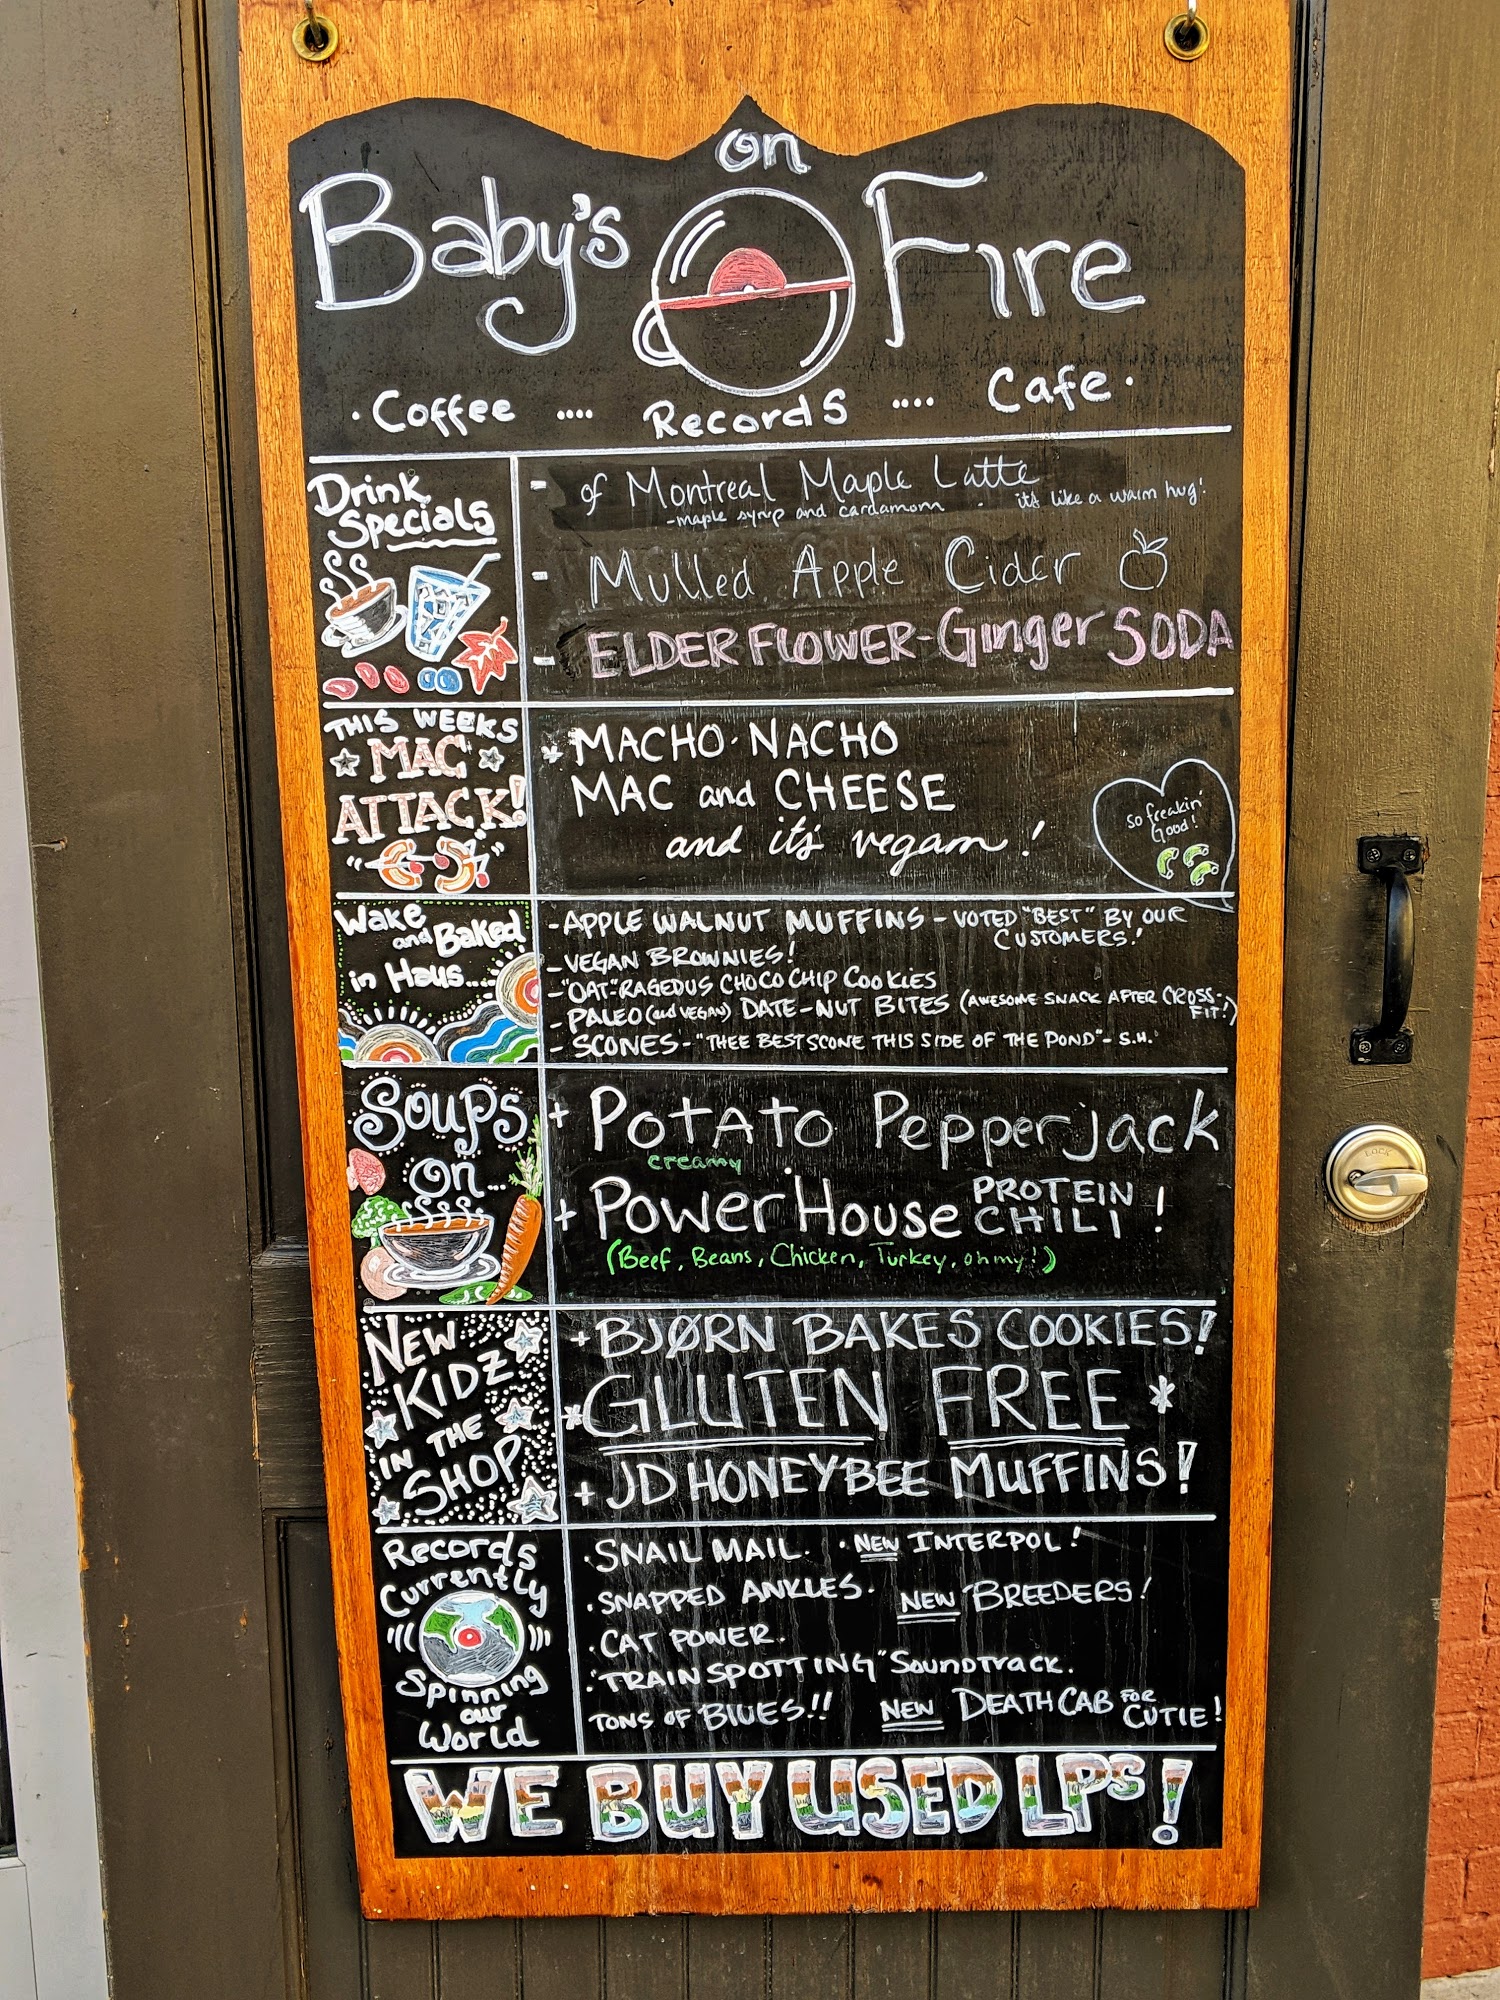 on
Baby's Fire
· Coffee .... Records .... Cafe ·
Drink
Specials
- of Montreal Maple Latte
-maple syrup and cardamom - its like a warm hug!
- Mulled Apple Cider
- ELDERFLOWER-Ginger SODA
THIS WEEKS
MAC
ATTACK!
* MACHO·NACHO
MAC and CHEESE
and its vegan!
so freakin'
Good!
Wake
and Baked
in Haus....
- APPLE WALNUT MUFFINS - VOTED "BEST" BY OUR
CUSTOMERS!
- VEGAN BROWNIES!
- "OAT"-RAGEOUS CHOCO CHIP COOKIES
- PALEO (and VEGAN) DATE-NUT BITES (AWESOME SNACK AFTER CROSS-
FIT!)
- SCONES - "THEE BEST SCONE THIS SIDE OF THE POND" - S.H.
Soups
on...
+ POTATO Pepperjack
creamy
+ POWER HOUSE PROTEIN
CHILI !
(Beef, Beans, Chicken, Turkey, oh my!)
NEW
KIDZ
IN THE
SHOP
+ BJØRN BAKES COOKIES!
* GLUTEN FREE *
+ JD HONEYBEE MUFFINS!
Records
Currently
Spinning
our
World
· SNAIL MAIL. · NEW INTERPOL!
· SNAPPED ANKLES. NEW BREEDERS!
· CAT POWER.
· "TRAINSPOTTING" Soundtrack.
TONS OF BLUES!! NEW DEATH CAB FOR
CUTIE!
WE BUY USED LPs!
LOCK